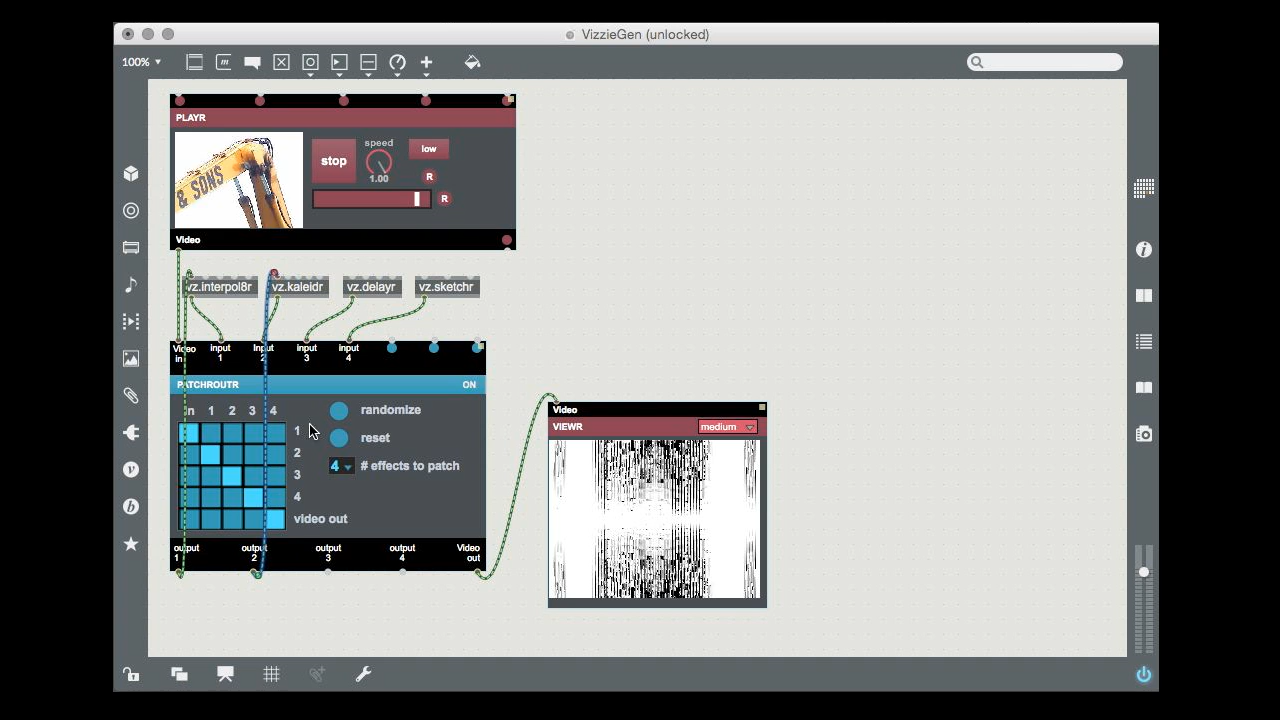 VizzieGen (unlocked)
100%
m
PLAYR
& SONS
stop
speed
1.00
low
R
R
Video
vz.interpol8r
vz.kaleidr
vz.delayr
vz.sketchr
Video in
input 1
input 2
input 3
input 4
PATCHROUTR
ON
in 1 2 3 4
1
2
3
4
video out
randomize
reset
4 # effects to patch
output 1
output 2
output 3
output 4
Video out
Video
VIEWR
medium